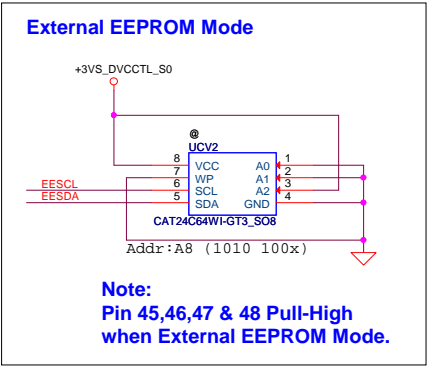 External EEPROM Mode
+3VS_DVCCTL_S0
@
UCV2
8 VCC A0 1
7 WP A1 2
EESCL 6 SCL A2 3
EESDA 5 SDA GND 4
CAT24C64WI-GT3_SO8
Addr:A8 (1010 100x)
Note:
Pin 45,46,47 & 48 Pull-High
when External EEPROM Mode.